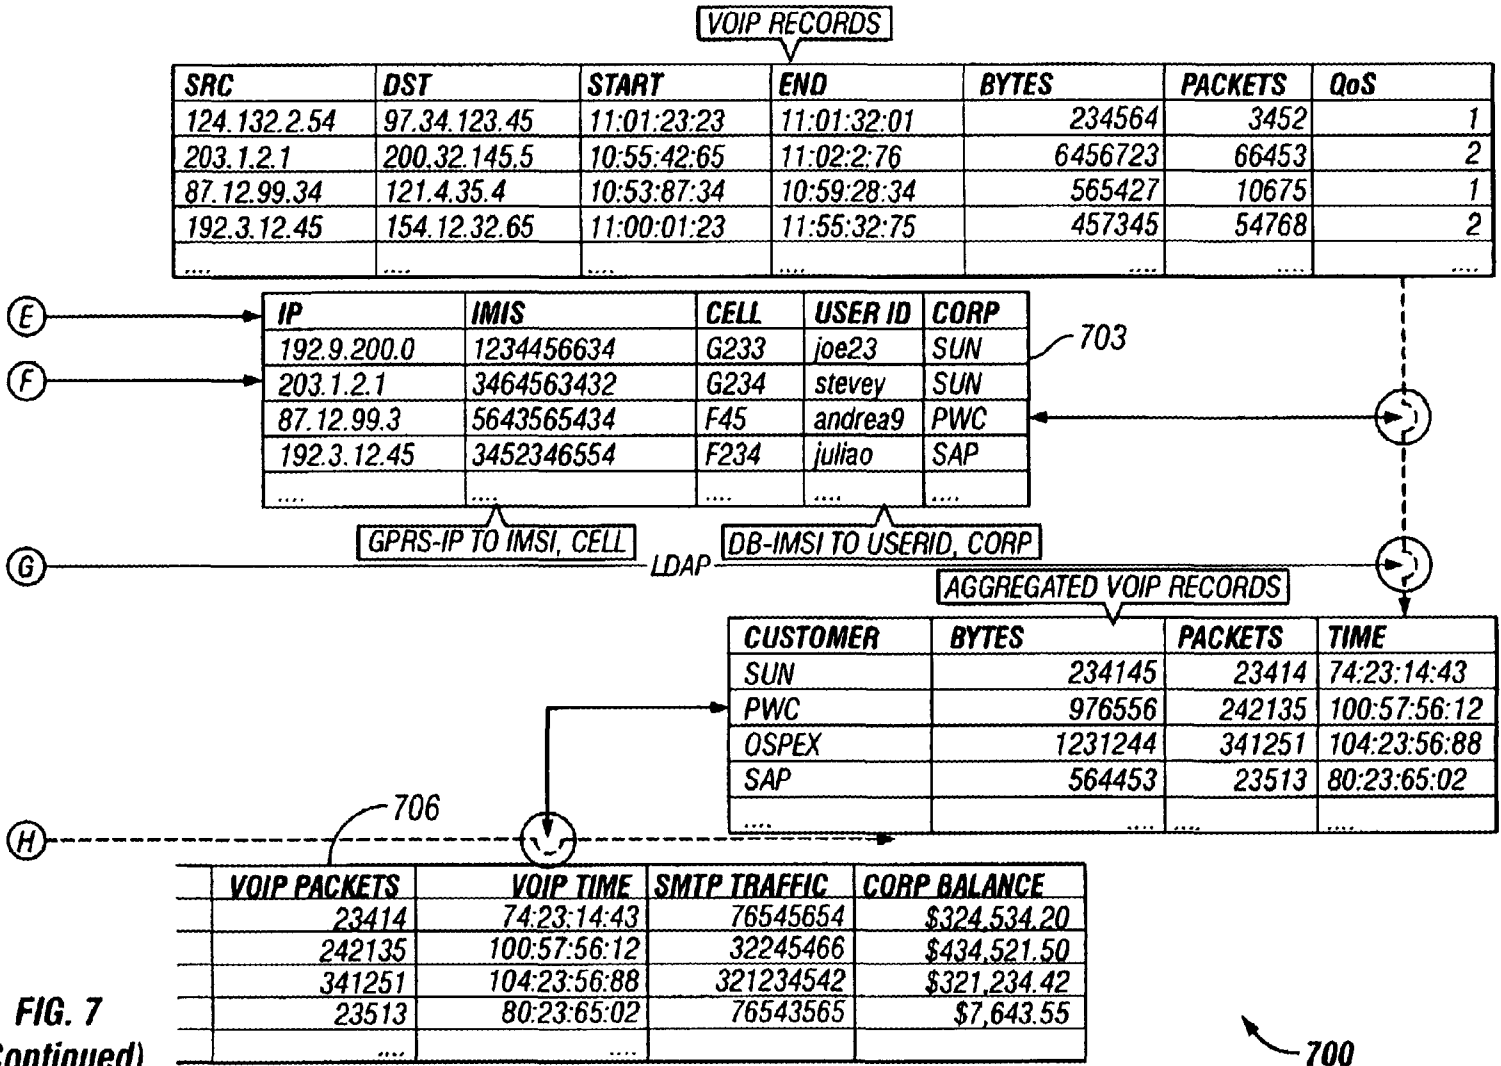 VOIP RECORDS
SRC DST START END BYTES PACKETS QoS
124.132.2.54 97.34.123.45 11:01:23:23 11:01:32:01 234564 3452 1
203.1.2.1 200.32.145.5 10:55:42:65 11:02:2:76 6456723 66453 2
87.12.99.34 121.4.35.4 10:53:87:34 10:59:28:34 565427 10675 1
192.3.12.45 154.12.32.65 11:00:01:23 11:55:32:75 457345 54768 2
.... .... .... .... .... .... ....
E IP IMIS CELL USER ID CORP
192.9.200.0 1234456634 G233 joe23 SUN 703
F 203.1.2.1 3464563432 G234 stevey SUN
87.12.99.3 5643565434 F45 andrea9 PWC
192.3.12.45 3452346554 F234 juliao SAP
.... .... .... .... ....
GPRS-IP TO IMSI, CELL DB-IMSI TO USERID, CORP
G LDAP
AGGREGATED VOIP RECORDS
CUSTOMER BYTES PACKETS TIME
SUN 234145 23414 74:23:14:43
PWC 976556 242135 100:57:56:12
OSPEX 1231244 341251 104:23:56:88
SAP 564453 23513 80:23:65:02
.... .... .... ....
706
H
VOIP PACKETS VOIP TIME SMTP TRAFFIC CORP BALANCE
23414 74:23:14:43 76545654 $324,534.20
242135 100:57:56:12 32245466 $434,521.50
341251 104:23:56:88 321234542 $321,234.42
23513 80:23:65:02 76543565 $7,643.55
.... ....
FIG. 7
Continued)
700